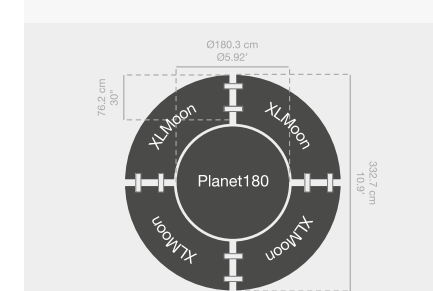 Ø180.3 cm
Ø5.92'
76.2 cm
30"
XLMoon
XLMoon
Planet180
332.7 cm
10.9'
XLMoon
XLMoon